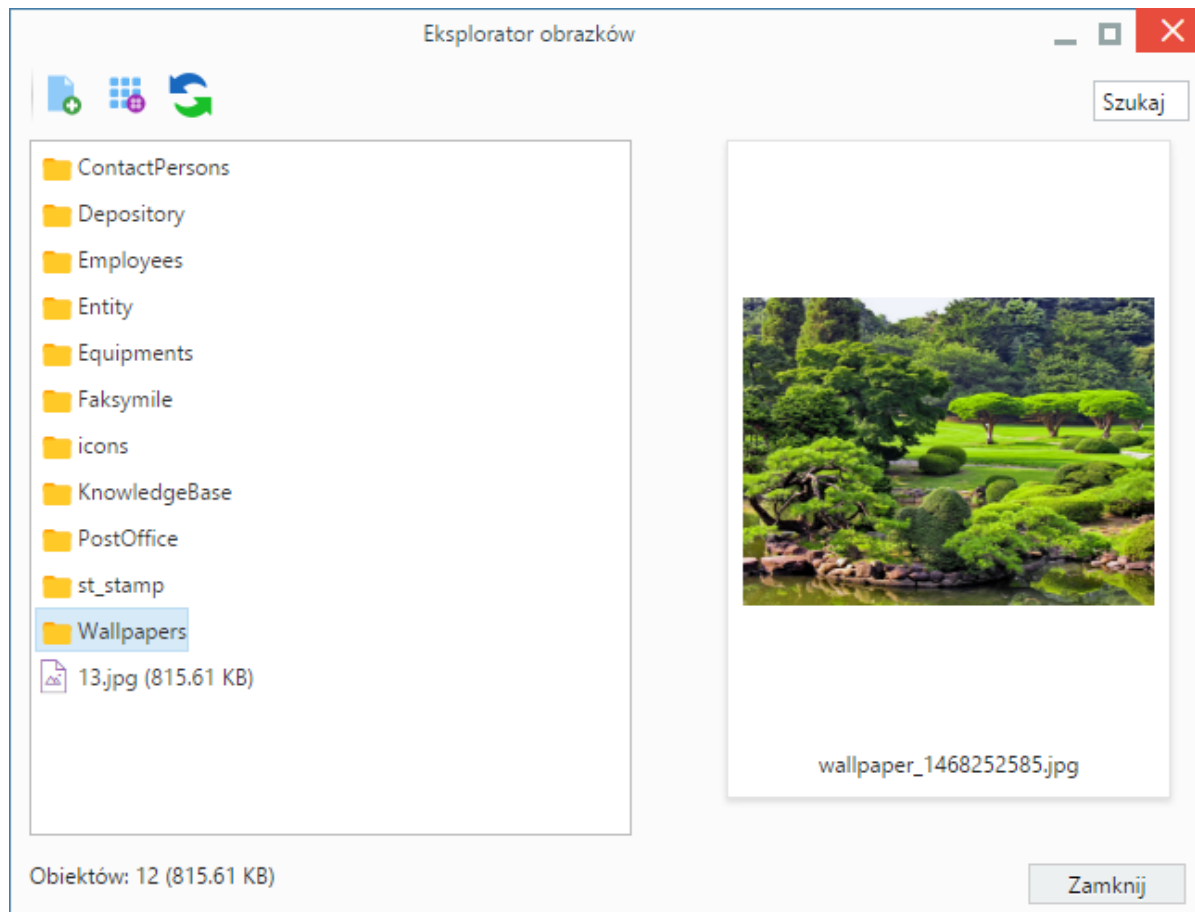 Eksplorator obrazków
Szukaj
ContactPersons
Depository
Employees
Entity
Equipments
Faksymile
icons
KnowledgeBase
PostOffice
st_stamp
Wallpapers
13.jpg (815.61 KB)
wallpaper_1468252585.jpg
Obiektów: 12 (815.61 KB)
Zamknij